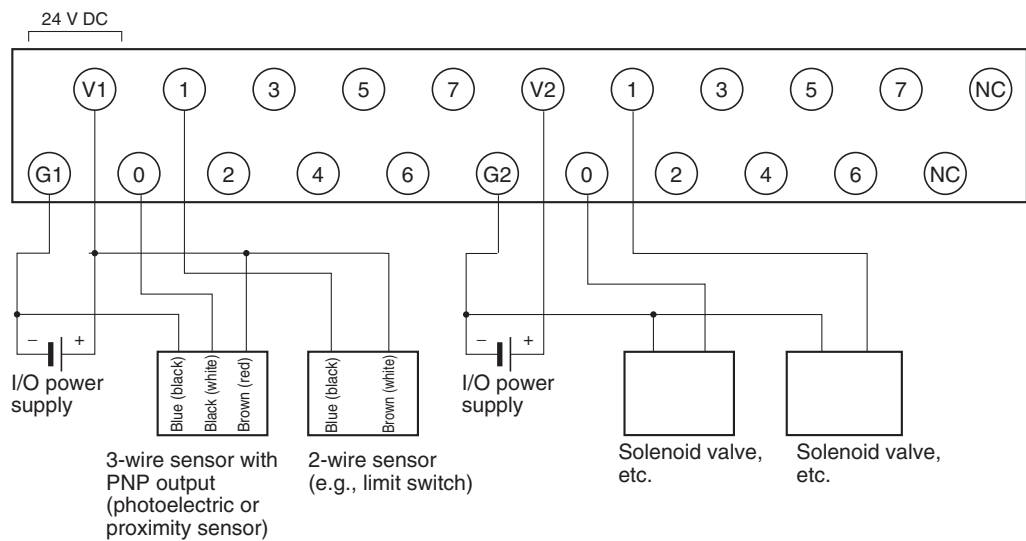 24 V DC
V1 1 3 5 7 V2 1 3 5 7 NC
G1 0 2 4 6 G2 0 2 4 6 NC
− +
I/O power
supply
Blue (black)
Black (white)
Brown (red)
3-wire sensor with
PNP output
(photoelectric or
proximity sensor)
Blue (black)
Brown (white)
2-wire sensor
(e.g., limit switch)
− +
I/O power
supply
Solenoid valve,
etc.
Solenoid valve,
etc.